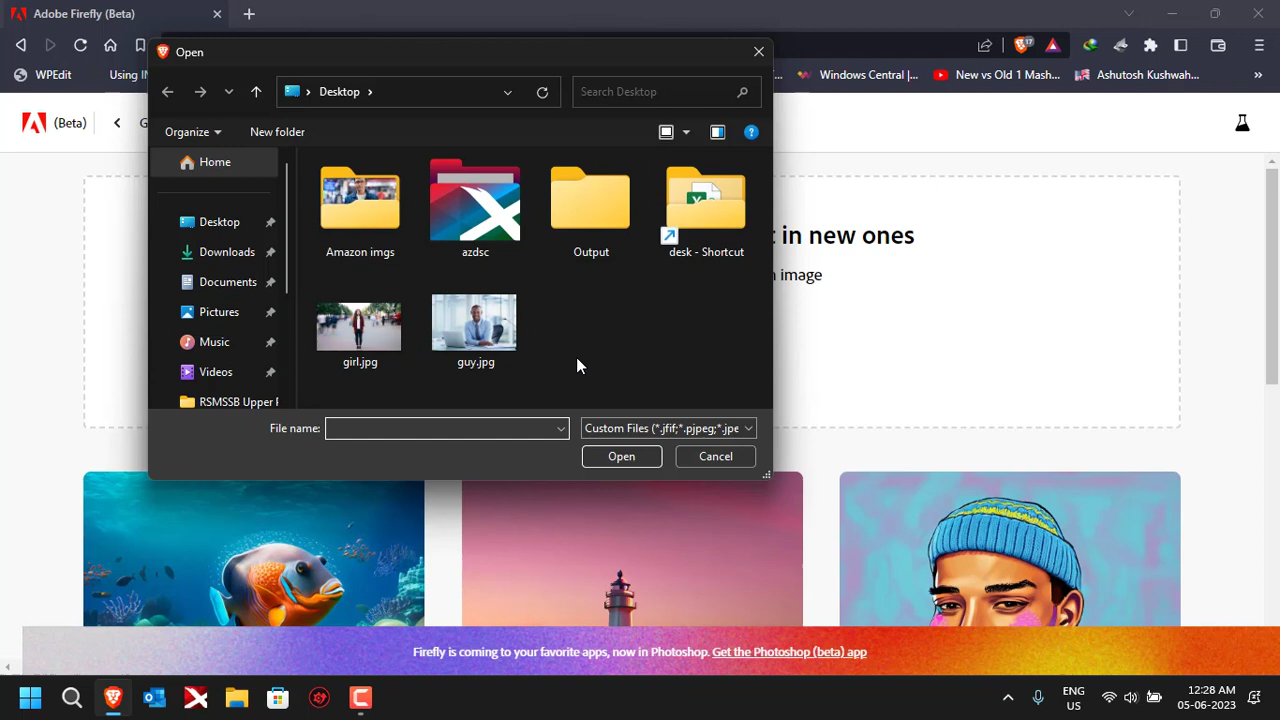 Adobe Firefly (Beta)
Open
17
WPEdit
Using IN
Windows Central |...
New vs Old 1 Mash...
Ashutosh Kushwah...
»
Desktop
Search Desktop
(Beta)
G
Organize
New folder
Home
Desktop
Downloads
Documents
Pictures
Music
Videos
RSMSSB Upper P
Amazon imgs
azdsc
Output
desk - Shortcut
girl.jpg
guy.jpg
t in new ones
image
File name:
Custom Files (*.jfif;*.pjpeg;*.jpe
Open
Cancel
Firefly is coming to your favorite apps, now in Photoshop. Get the Photoshop (beta) app
ENG
US
12:28 AM
05-06-2023